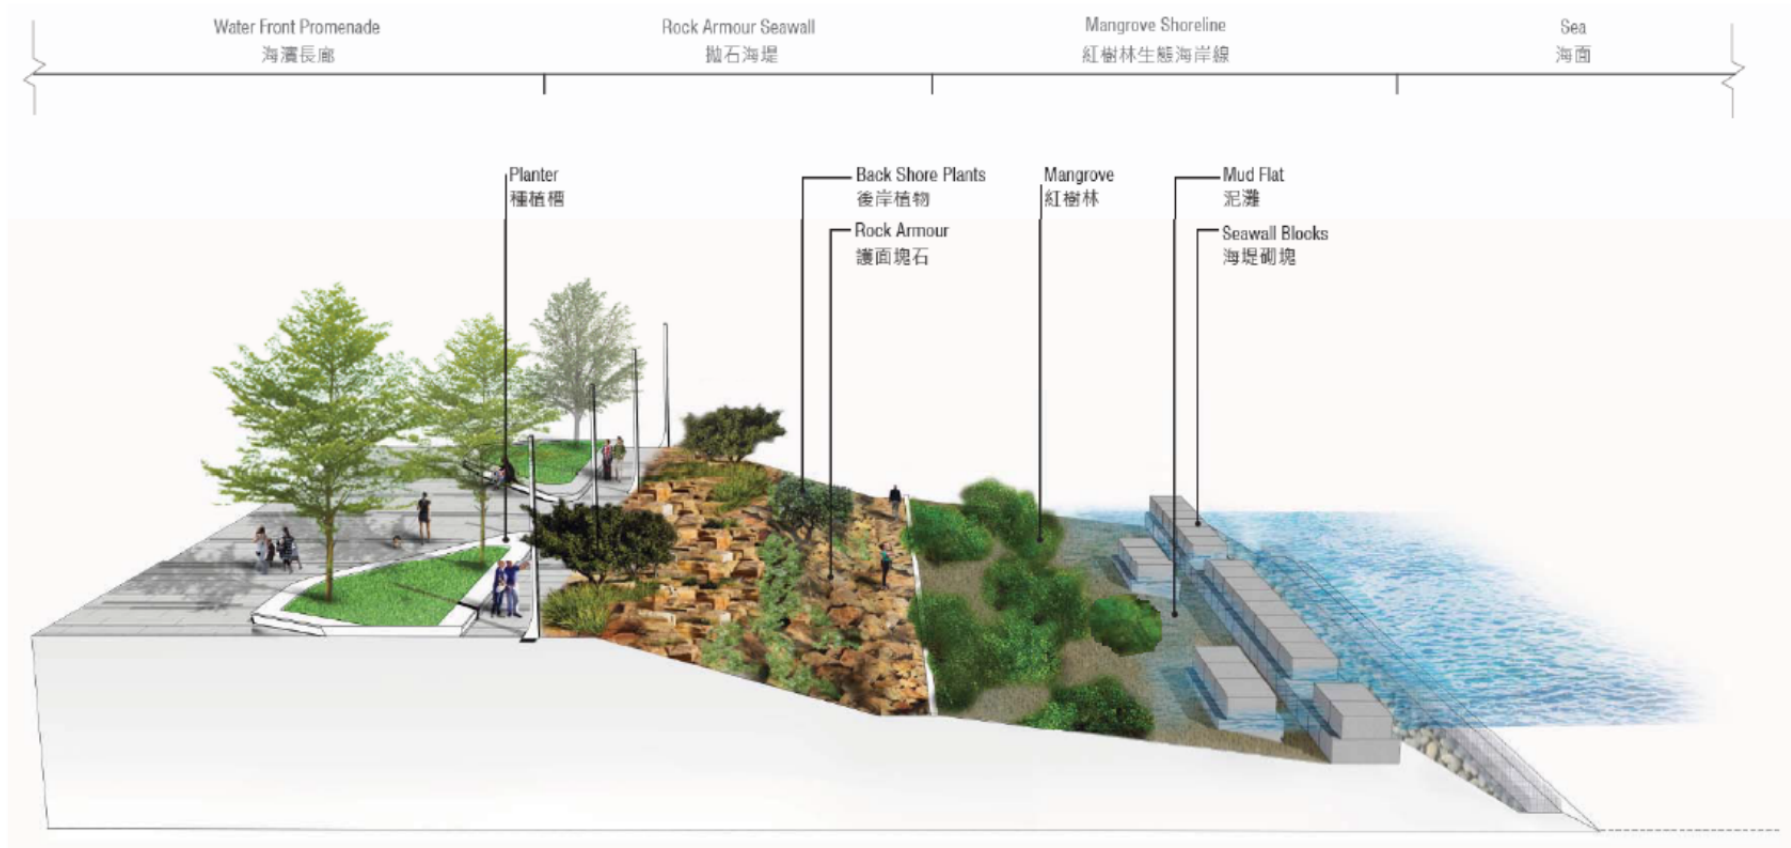 Water Front Promenade
海濱長廊
Rock Armour Seawall
拋石海堤
Mangrove Shoreline
紅樹林生態海岸線
Sea
海面
Planter
種植槽
Back Shore Plants
後岸植物
Rock Armour
護面塊石
Mangrove
紅樹林
Mud Flat
泥灘
Seawall Blocks
海堤砌塊